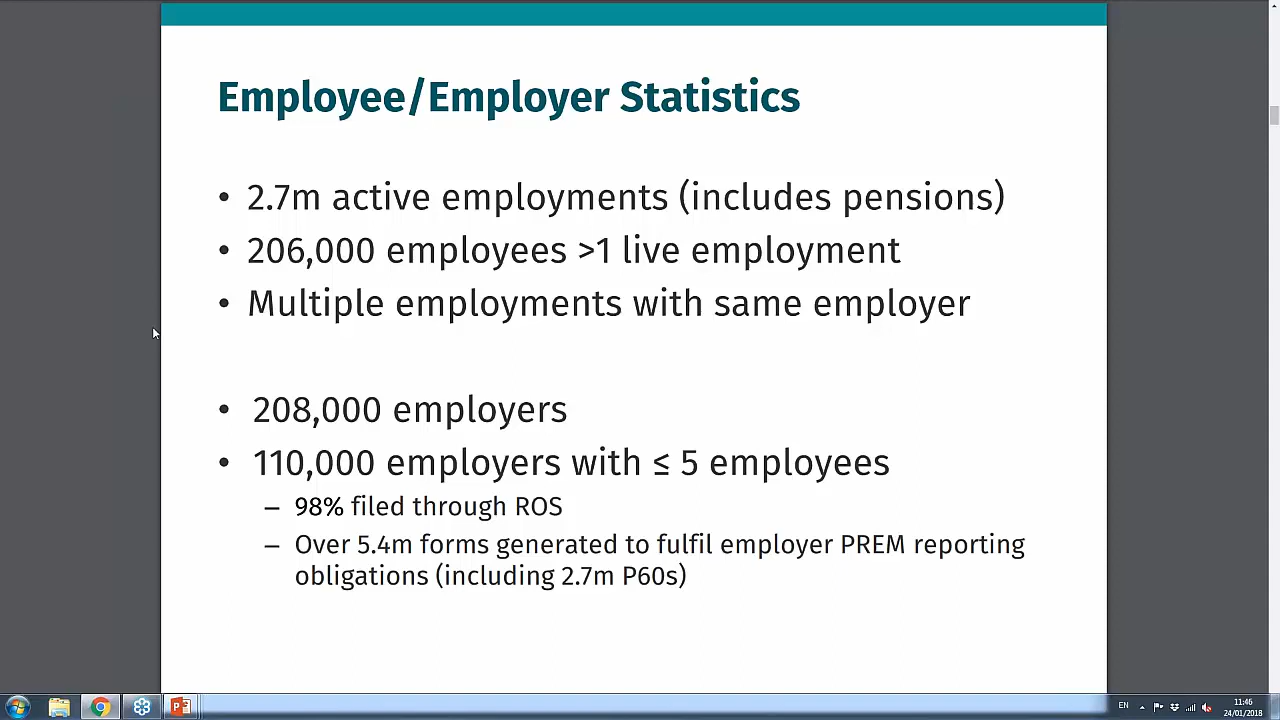 Employee/Employer Statistics
• 2.7m active employments (includes pensions)
• 206,000 employees >1 live employment
• Multiple employments with same employer
• 208,000 employers
• 110,000 employers with ≤ 5 employees
– 98% filed through ROS
– Over 5.4m forms generated to fulfil employer PREM reporting
obligations (including 2.7m P60s)
EN
11:46
24/01/2018